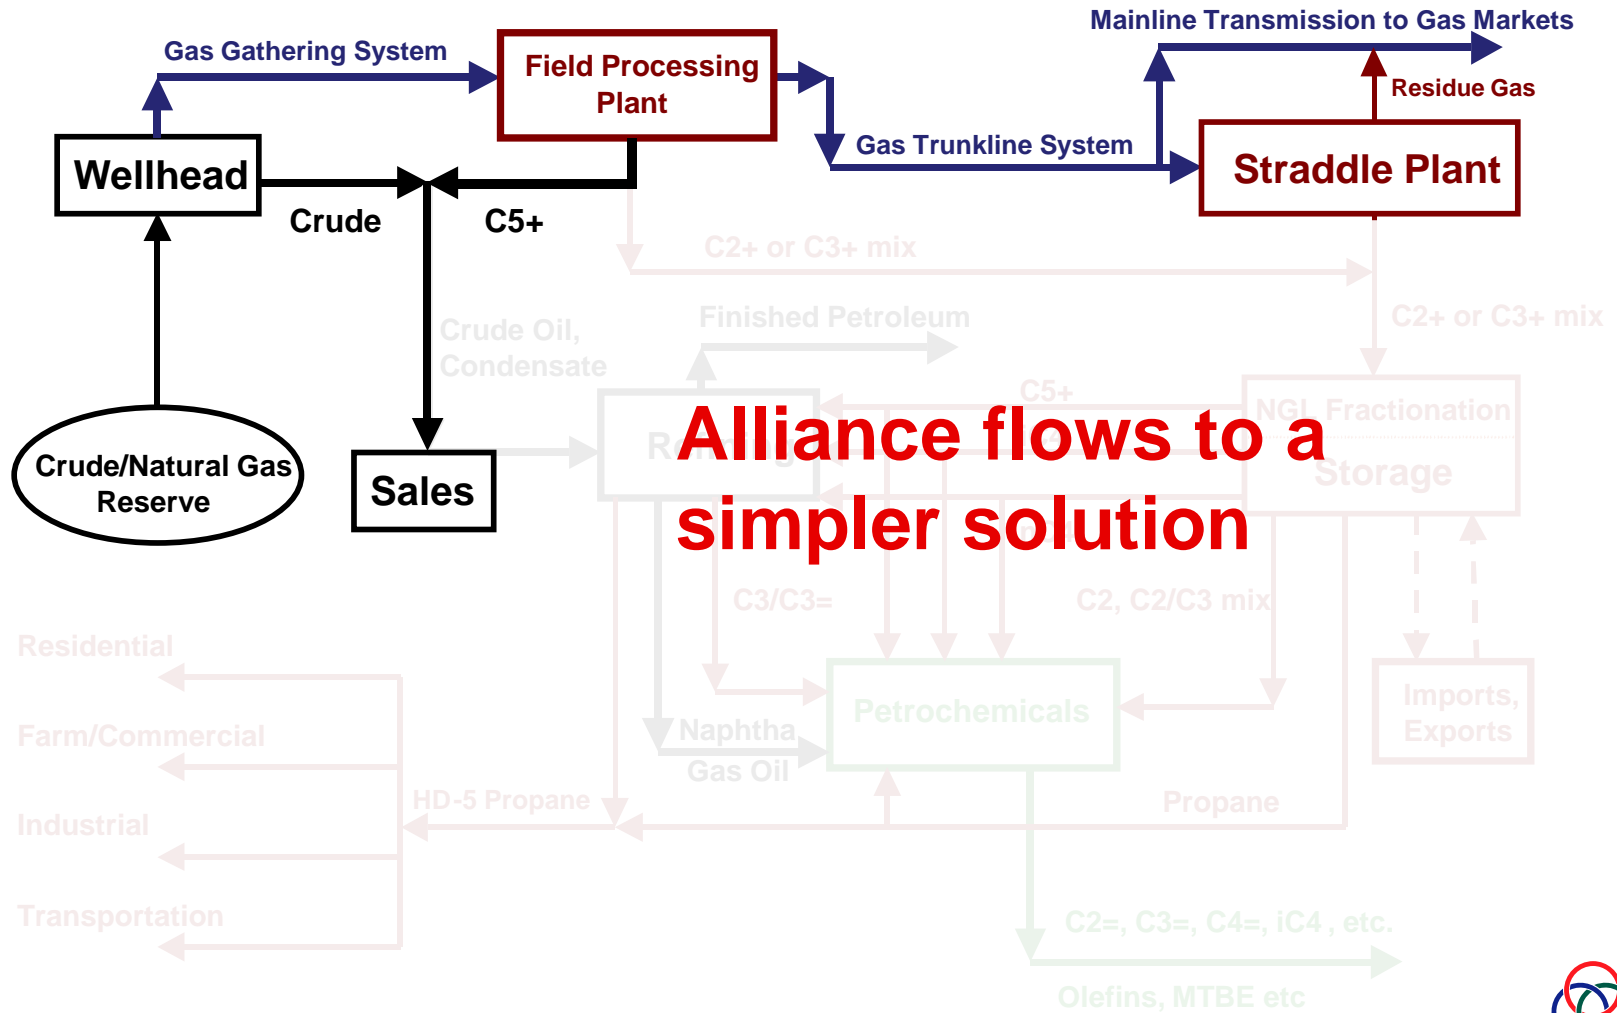 Mainline Transmission to Gas Markets
Gas Gathering System
Field Processing
Plant
Residue Gas
Gas Trunkline System
Wellhead
Straddle Plant
Crude
C5+
C2+ or C3+ mix
Crude Oil,
Condensate
Finished Petroleum
C2+ or C3+ mix
C5+
NGL Fractionation
Storage
Alliance flows to a
simpler solution
Crude/Natural Gas
Reserve
Sales
C3/C3=
C2, C2/C3 mix
Residential
Farm/Commercial
Industrial
Transportation
Petrochemicals
Imports,
Exports
Naphtha
Gas Oil
HD-5 Propane
Propane
C2=, C3=, C4=, iC4 , etc.
Olefins, MTBE etc